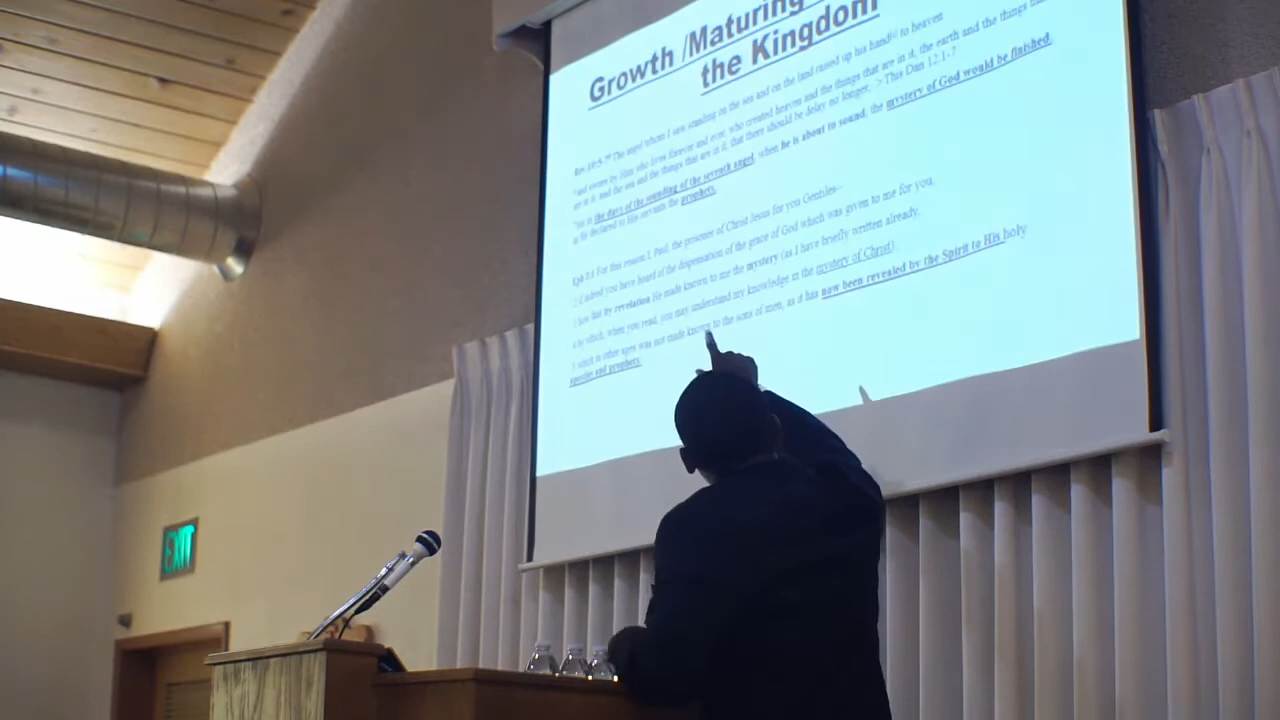 Growth /Maturing
the Kingdom
Rev 10:5-7 The angel whom I saw standing on the sea and on the land raised up his hand to heaven
and swore by Him who lives forever and ever, who created heaven and the things that are in it, the earth and the things that
are in it, and the sea and the things that are in it, that there should be delay no longer, > This Dan 12:1-7
but in the days of the sounding of the seventh angel, when he is about to sound, the mystery of God would be finished,
as He declared to His servants the prophets.
Eph 3:1 For this reason I, Paul, the prisoner of Christ Jesus for you Gentiles--
2 if indeed you have heard of the dispensation of the grace of God which was given to me for you,
3 how that by revelation He made known to me the mystery (as I have briefly written already,
4 by which, when you read, you may understand my knowledge in the mystery of Christ),
5 which in other ages was not made known to the sons of men, as it has now been revealed by the Spirit to His holy
apostles and prophets:
EXIT